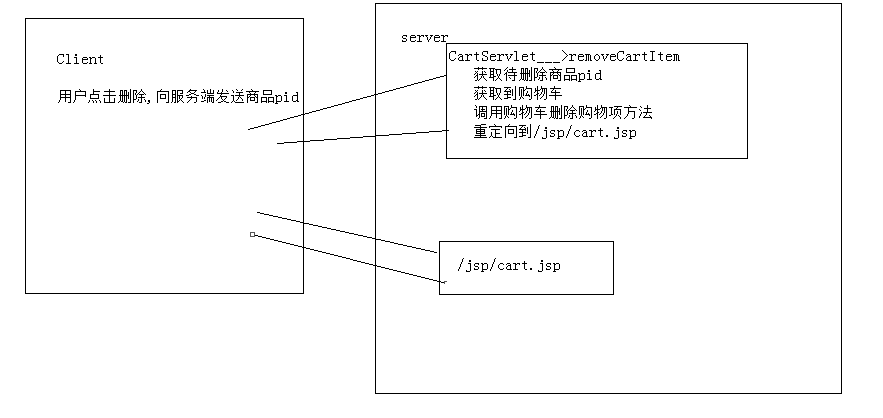 Client
用户点击删除,向服务端发送商品pid
server
CartServlet___>removeCartItem
获取待删除商品pid
获取到购物车
调用购物车删除购物项方法
重定向到/jsp/cart.jsp
/jsp/cart.jsp